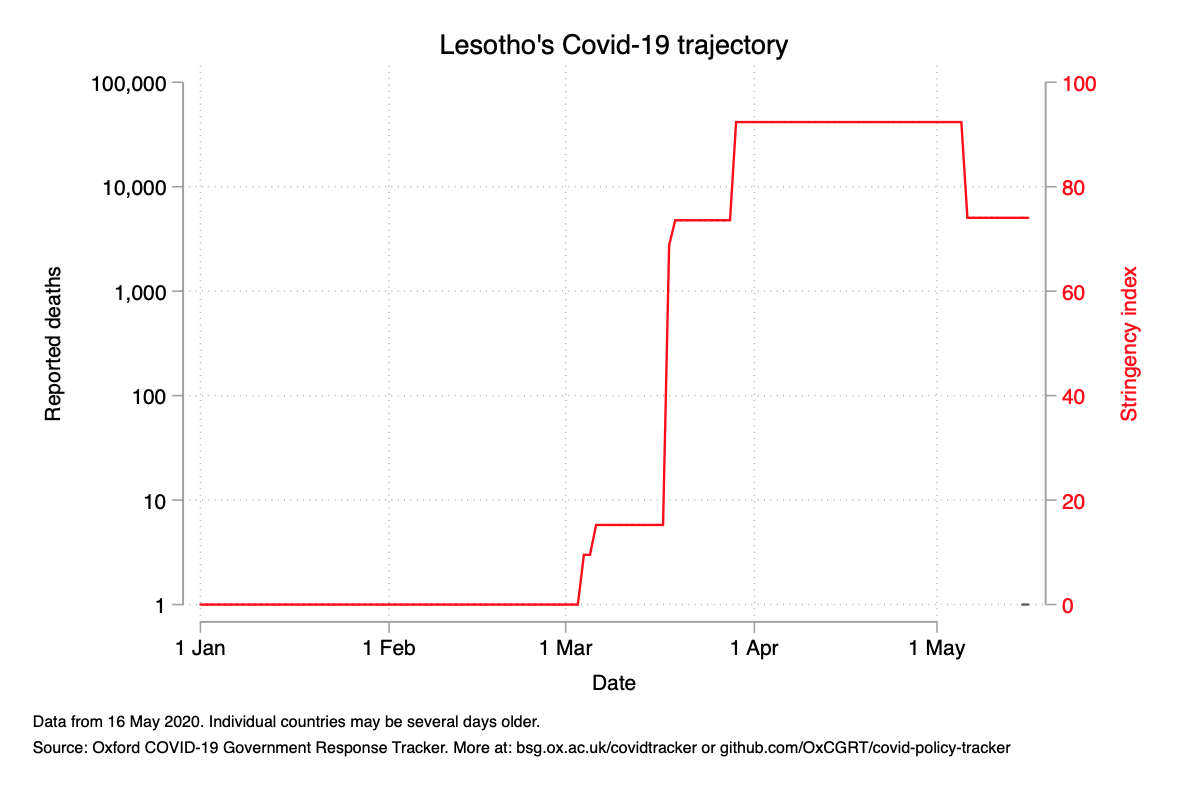 Lesotho's Covid-19 trajectory
100,000
10,000
1,000
100
10
1
Reported deaths
100
80
60
40
20
0
Stringency index
1 Jan
1 Feb
1 Mar
1 Apr
1 May
Date
Data from 16 May 2020. Individual countries may be several days older.
Source: Oxford COVID-19 Government Response Tracker. More at: bsg.ox.ac.uk/covidtracker or github.com/OxCGRT/covid-policy-tracker